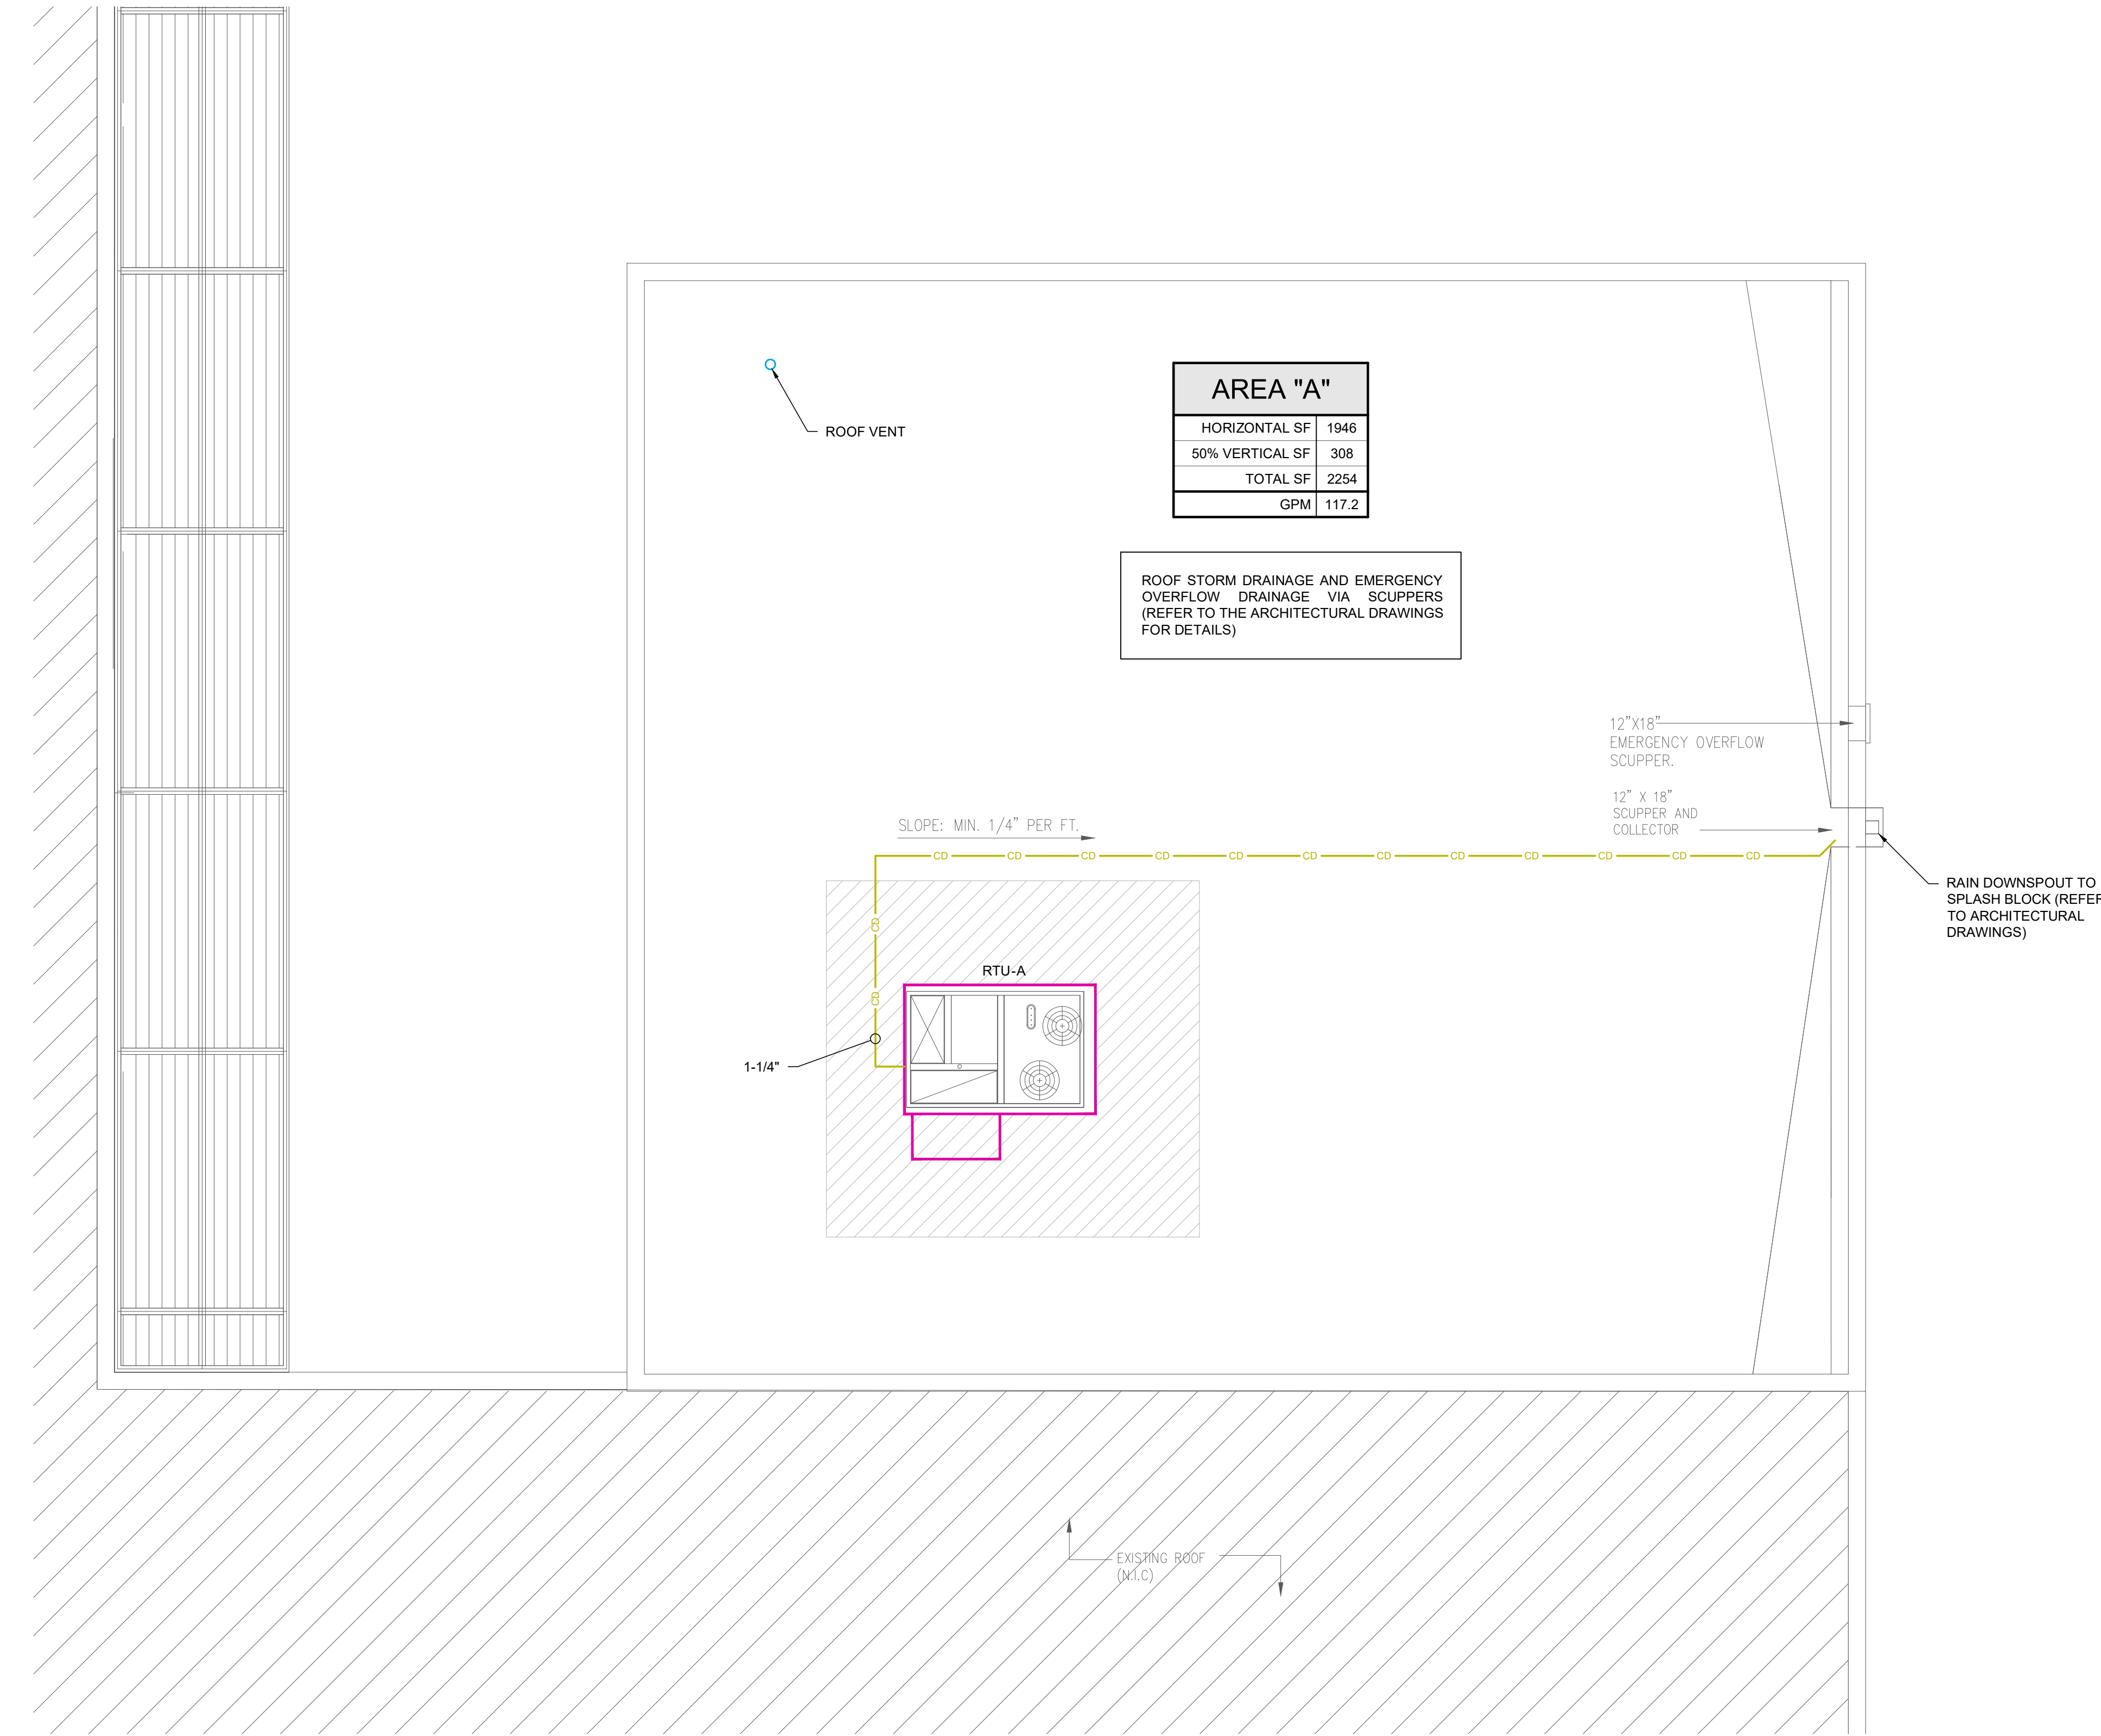 ROOF VENT
AREA "A"
HORIZONTAL SF 1946
50% VERTICAL SF 308
TOTAL SF 2254
GPM 117.2
ROOF STORM DRAINAGE AND EMERGENCY
OVERFLOW DRAINAGE VIA SCUPPERS
(REFER TO THE ARCHITECTURAL DRAWINGS
FOR DETAILS)
12"X18"
EMERGENCY OVERFLOW
SCUPPER.
12" X 18"
SCUPPER AND
COLLECTOR
SLOPE: MIN. 1/4" PER FT.
CD CD CD CD CD CD CD CD CD CD CD CD
CD
CD
RAIN DOWNSPOUT TO
SPLASH BLOCK (REFER
TO ARCHITECTURAL
DRAWINGS)
RTU-A
1-1/4"
EXISTING ROOF
(N.I.C)